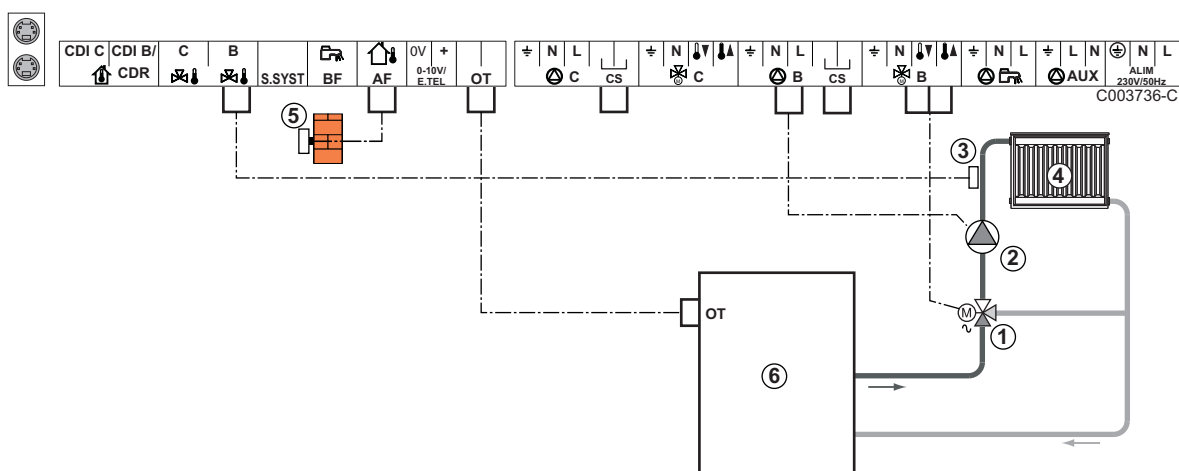 CDI C CDI B/ C B 0V + N L N N L N N L L N N L
CDR S.SYST BF AF 0-10V/ E.TEL OT C CS C B CS B AUX ALIM 230V/50Hz
C003736-C
5
3
4
2
M
1
OT
6